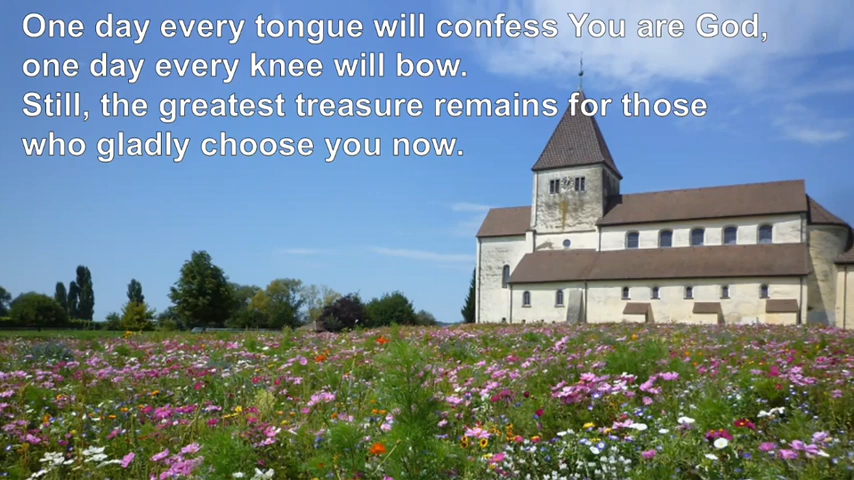 One day every tongue will confess You are God,
one day every knee will bow.
Still, the greatest treasure remains for those
who gladly choose you now.